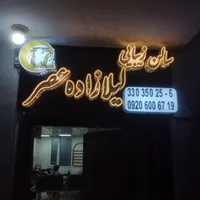 سالن زیبایی
لیلازاده عصر
330 350 25 - 6
0920 600 67 19